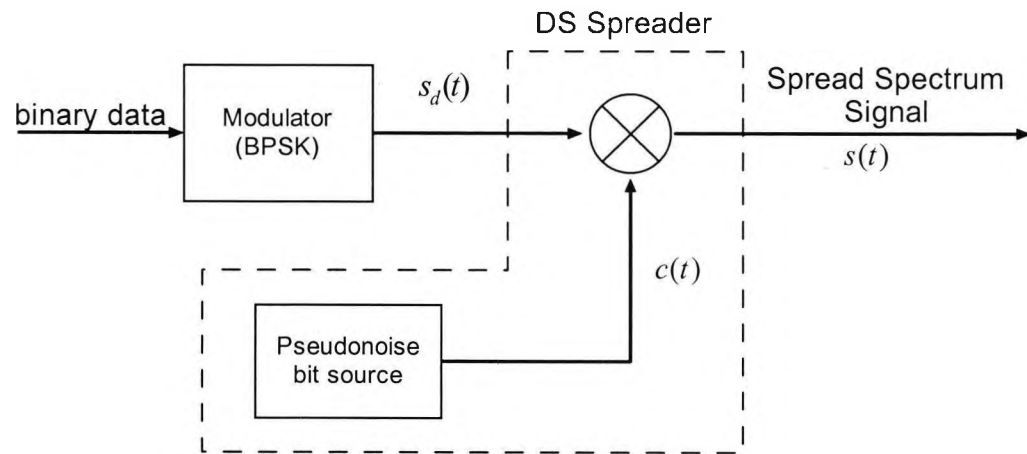 DS Spreader
binary data
Modulator
(BPSK)
s_d(t)
Spread Spectrum
Signal
s(t)
c(t)
Pseudonoise
bit source